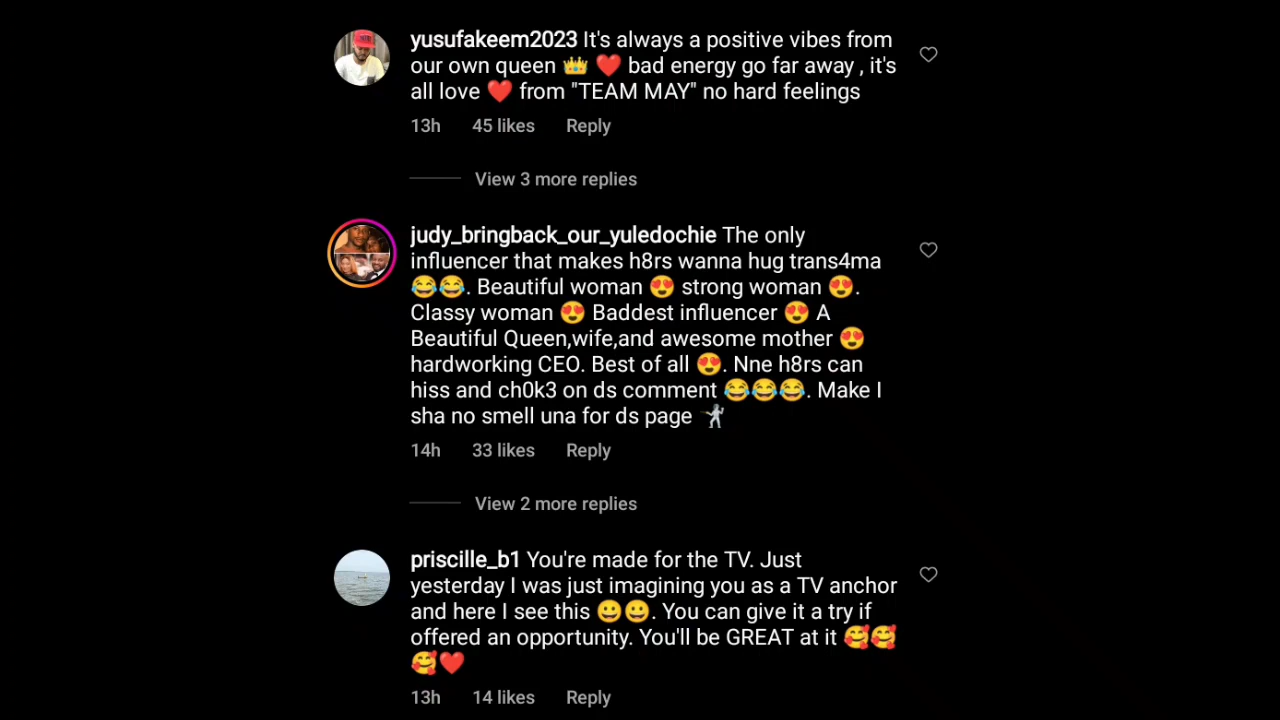 yusufakeem2023 It's always a positive vibes from
our own queen 👑 ❤️ bad energy go far away , it's
all love ❤️ from "TEAM MAY" no hard feelings
13h 45 likes Reply
View 3 more replies
judy_bringback_our_yuledochie The only
influencer that makes h8rs wanna hug trans4ma
😂😂. Beautiful woman 😍 strong woman 😍.
Classy woman 😍 Baddest influencer 😍 A
Beautiful Queen,wife,and awesome mother 😍
hardworking CEO. Best of all 😍. Nne h8rs can
hiss and ch0k3 on ds comment 😂😂😂. Make I
sha no smell una for ds page 🤺
14h 33 likes Reply
View 2 more replies
priscille_b1 You're made for the TV. Just
yesterday I was just imagining you as a TV anchor
and here I see this 😀😀. You can give it a try if
offered an opportunity. You'll be GREAT at it 🥰🥰
🥰❤️
13h 14 likes Reply